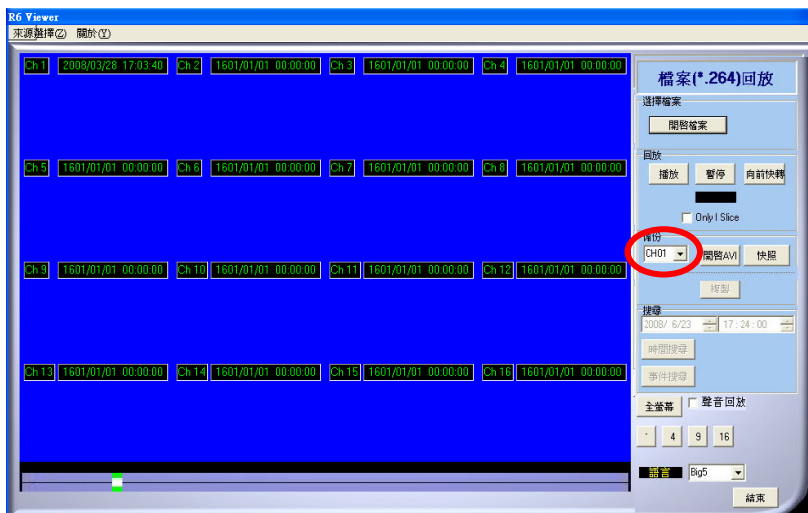 R6 Viewer
來源選擇(Z) 關於(Y)
Ch 1 2008/03/28 17:03:40 Ch 2 1601/01/01 00:00:00 Ch 3 1601/01/01 00:00:00 Ch 4 1601/01/01 00:00:00
Ch 5 1601/01/01 00:00:00 Ch 6 1601/01/01 00:00:00 Ch 7 1601/01/01 00:00:00 Ch 8 1601/01/01 00:00:00
Ch 9 1601/01/01 00:00:00 Ch 10 1601/01/01 00:00:00 Ch 11 1601/01/01 00:00:00 Ch 12 1601/01/01 00:00:00
Ch 13 1601/01/01 00:00:00 Ch 14 1601/01/01 00:00:00 Ch 15 1601/01/01 00:00:00 Ch 16 1601/01/01 00:00:00
檔案(*.264)回放
選擇檔案
開啓檔案
回放
播放 暫停 向前快轉
Only I Slice
備份
CH01 開啓AVI 快照
複製
搜尋
2008/ 6/23 17:24:00
時間搜尋
事件搜尋
全螢幕 聲音回放
4 9 16
語言 Big5
結束